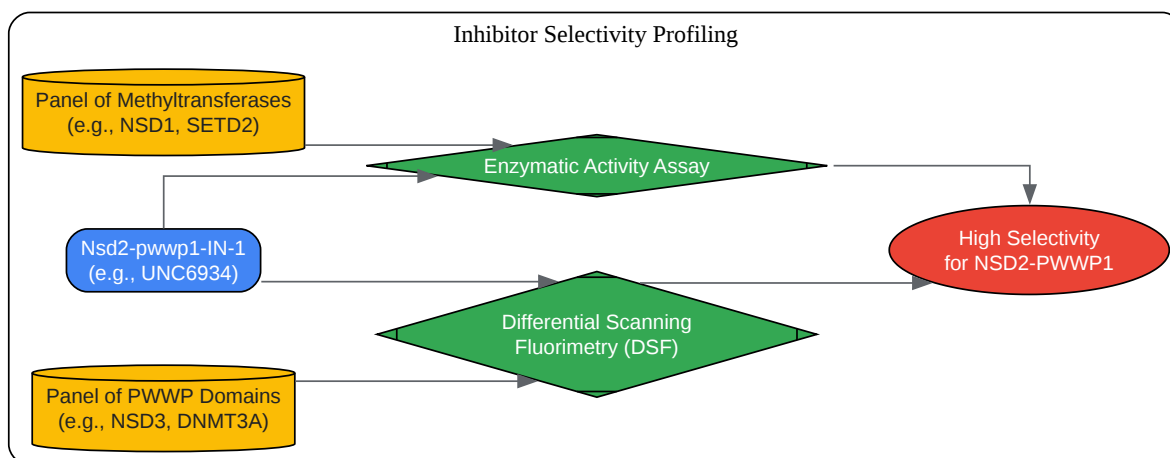 Inhibitor Selectivity Profiling
Panel of Methyltransferases
(e.g., NSD1, SETD2)
Enzymatic Activity Assay
Nsd2-pwwp1-IN-1
(e.g., UNC6934)
High Selectivity
for NSD2-PWWP1
Differential Scanning
Fluorimetry (DSF)
Panel of PWWP Domains
(e.g., NSD3, DNMT3A)